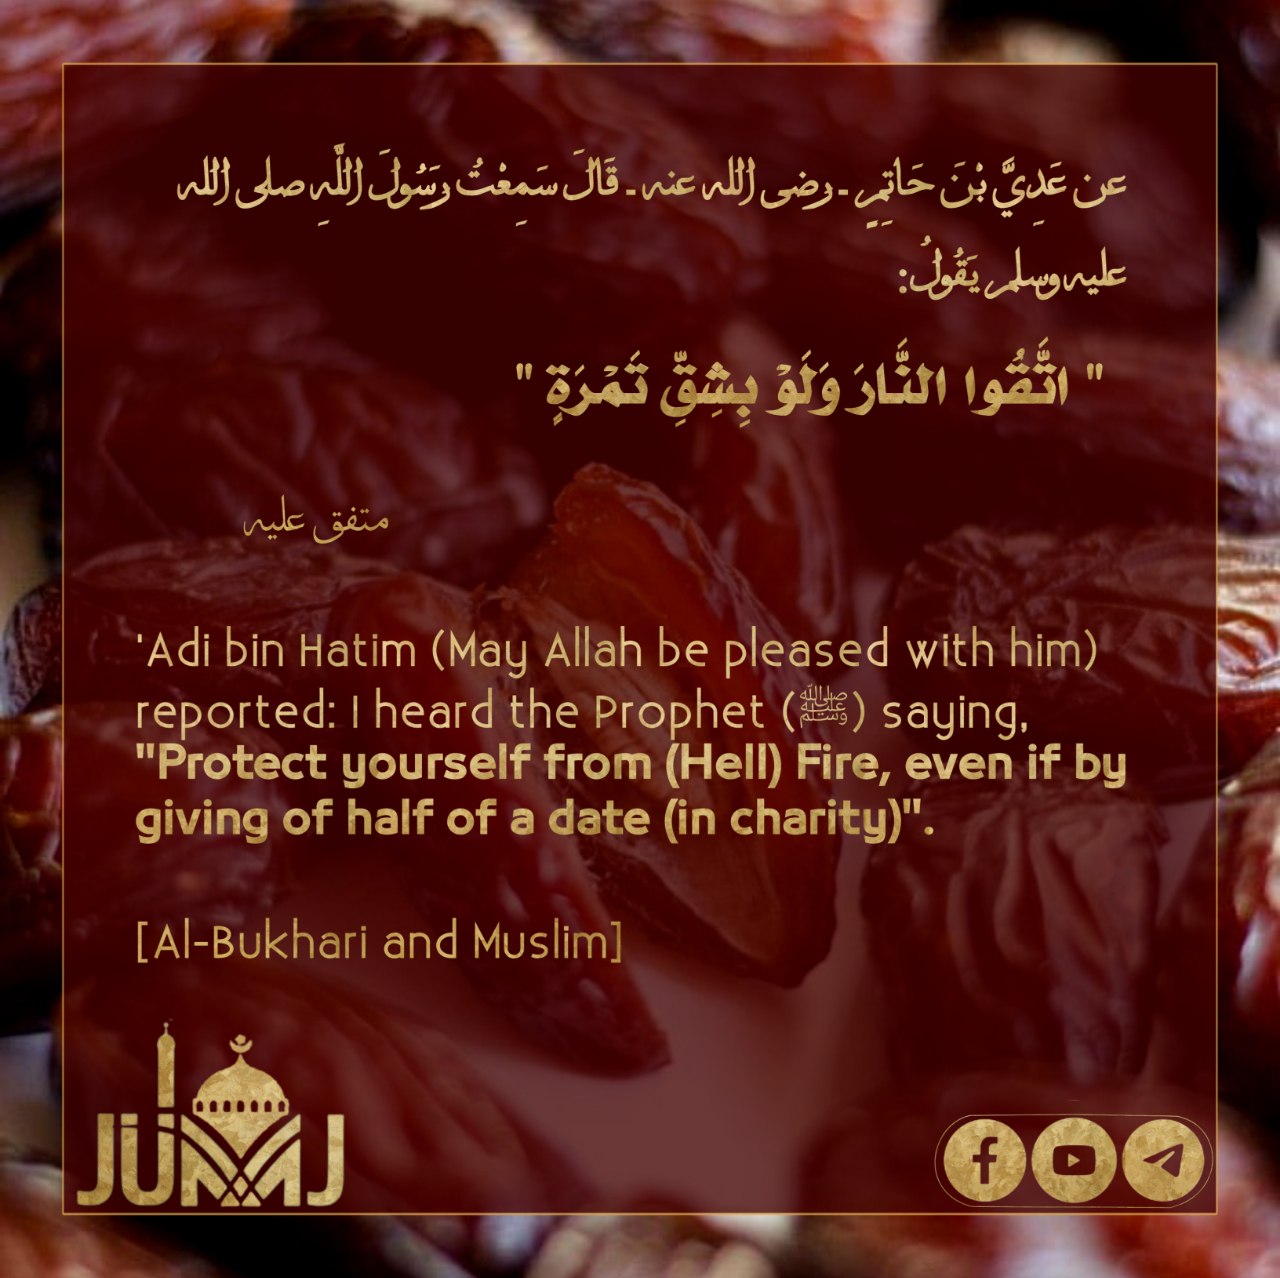 عن عَدِيَّ بْنَ حَاتِمٍ ـ رضى الله عنه ـ قَالَ سَمِعْتُ رَسُولَ اللَّهِ صلى الله
عليه وسلم يَقُولُ:
" اتَّقُوا النَّارَ وَلَوْ بِشِقِّ تَمْرَةٍ "
متفق عليه
'Adi bin Hatim (May Allah be pleased with him)
reported: I heard the Prophet (ﷺ) saying,
"Protect yourself from (Hell) Fire, even if by
giving of half of a date (in charity)".
[Al-Bukhari and Muslim]
JÜMMJ